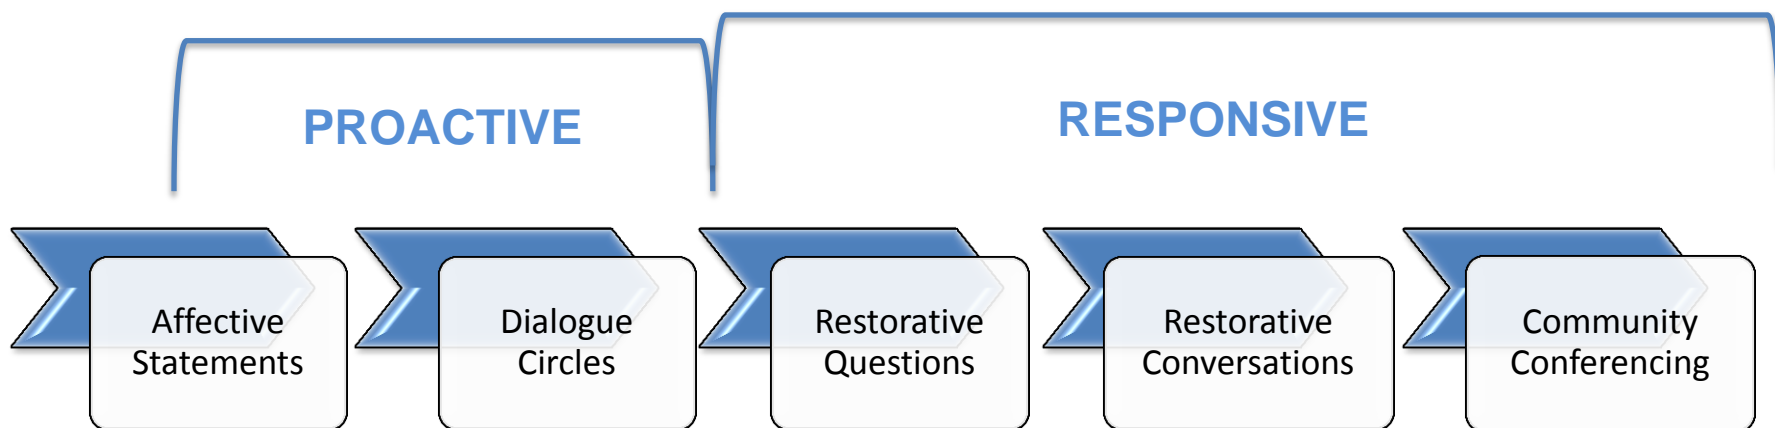 PROACTIVE
RESPONSIVE
Affective
Statements
Dialogue
Circles
Restorative
Questions
Restorative
Conversations
Community
Conferencing